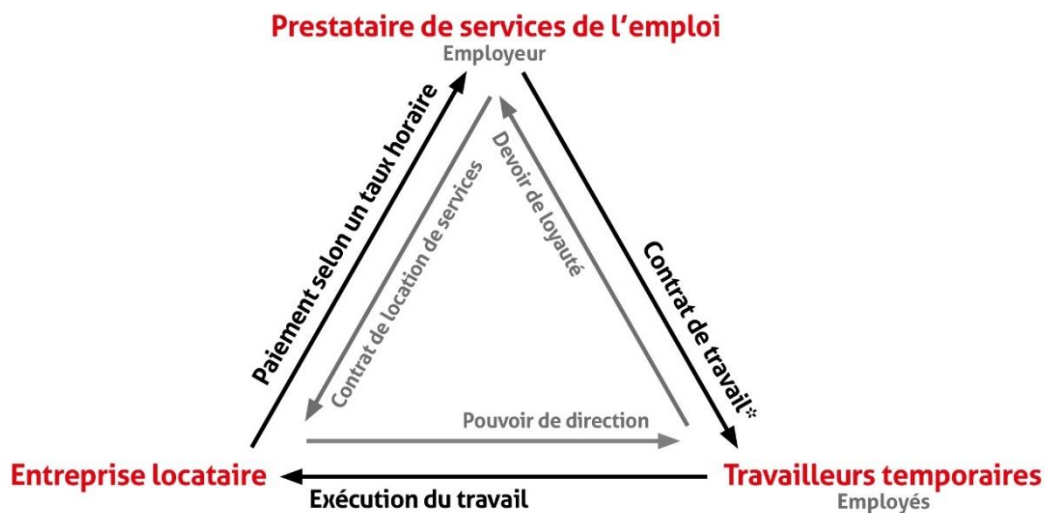 Prestataire de services de l’emploi
Employeur
Paiement selon un taux horaire
Contrat de location de services
Devoir de loyauté
Contrat de travail*
Pouvoir de direction
Entreprise locataire
Travailleurs temporaires
Exécution du travail
Employés